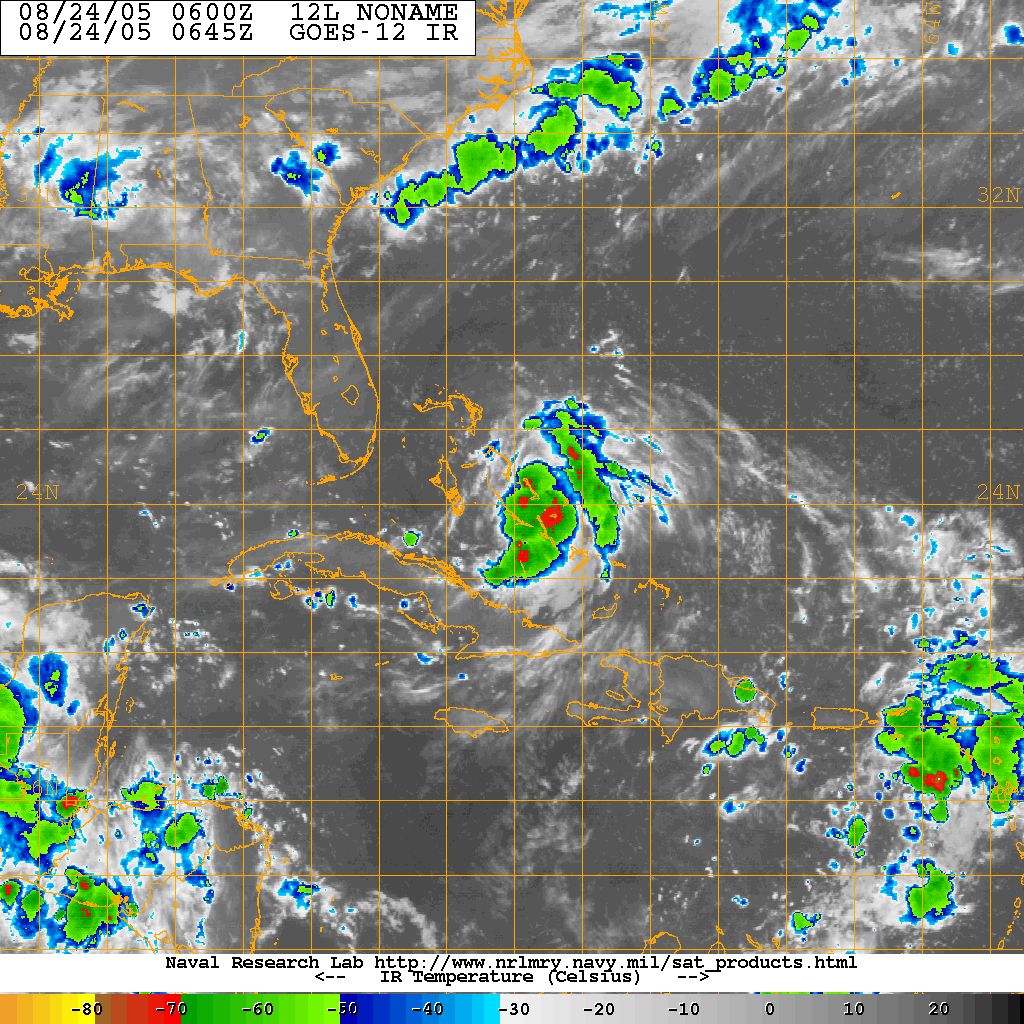 08/24/05 0600Z 12L NONAME
08/24/05 0645Z GOES-12 IR
32N
24N 24N
16N
Naval Research Lab http://www.nrlmry.navy.mil/sat_products.html
<-- IR Temperature (Celsius) -->
-80 -70 -60 -50 -40 -30 -20 -10 0 10 20